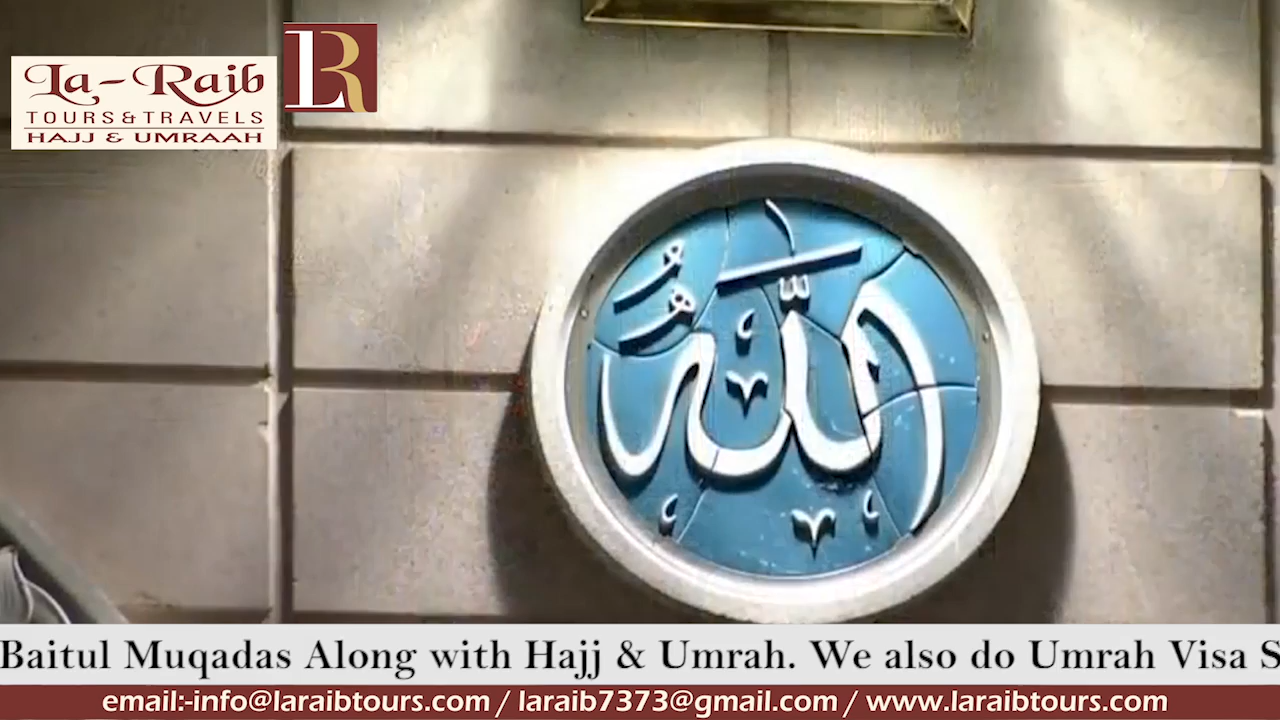 La-Raib
TOURS & TRAVELS
HAJJ & UMRAAH
LR
الله
Baitul Muqadas Along with Hajj & Umrah. We also do Umrah Visa S
email:-info@laraibtours.com / laraib7373@gmail.com / www.laraibtours.com